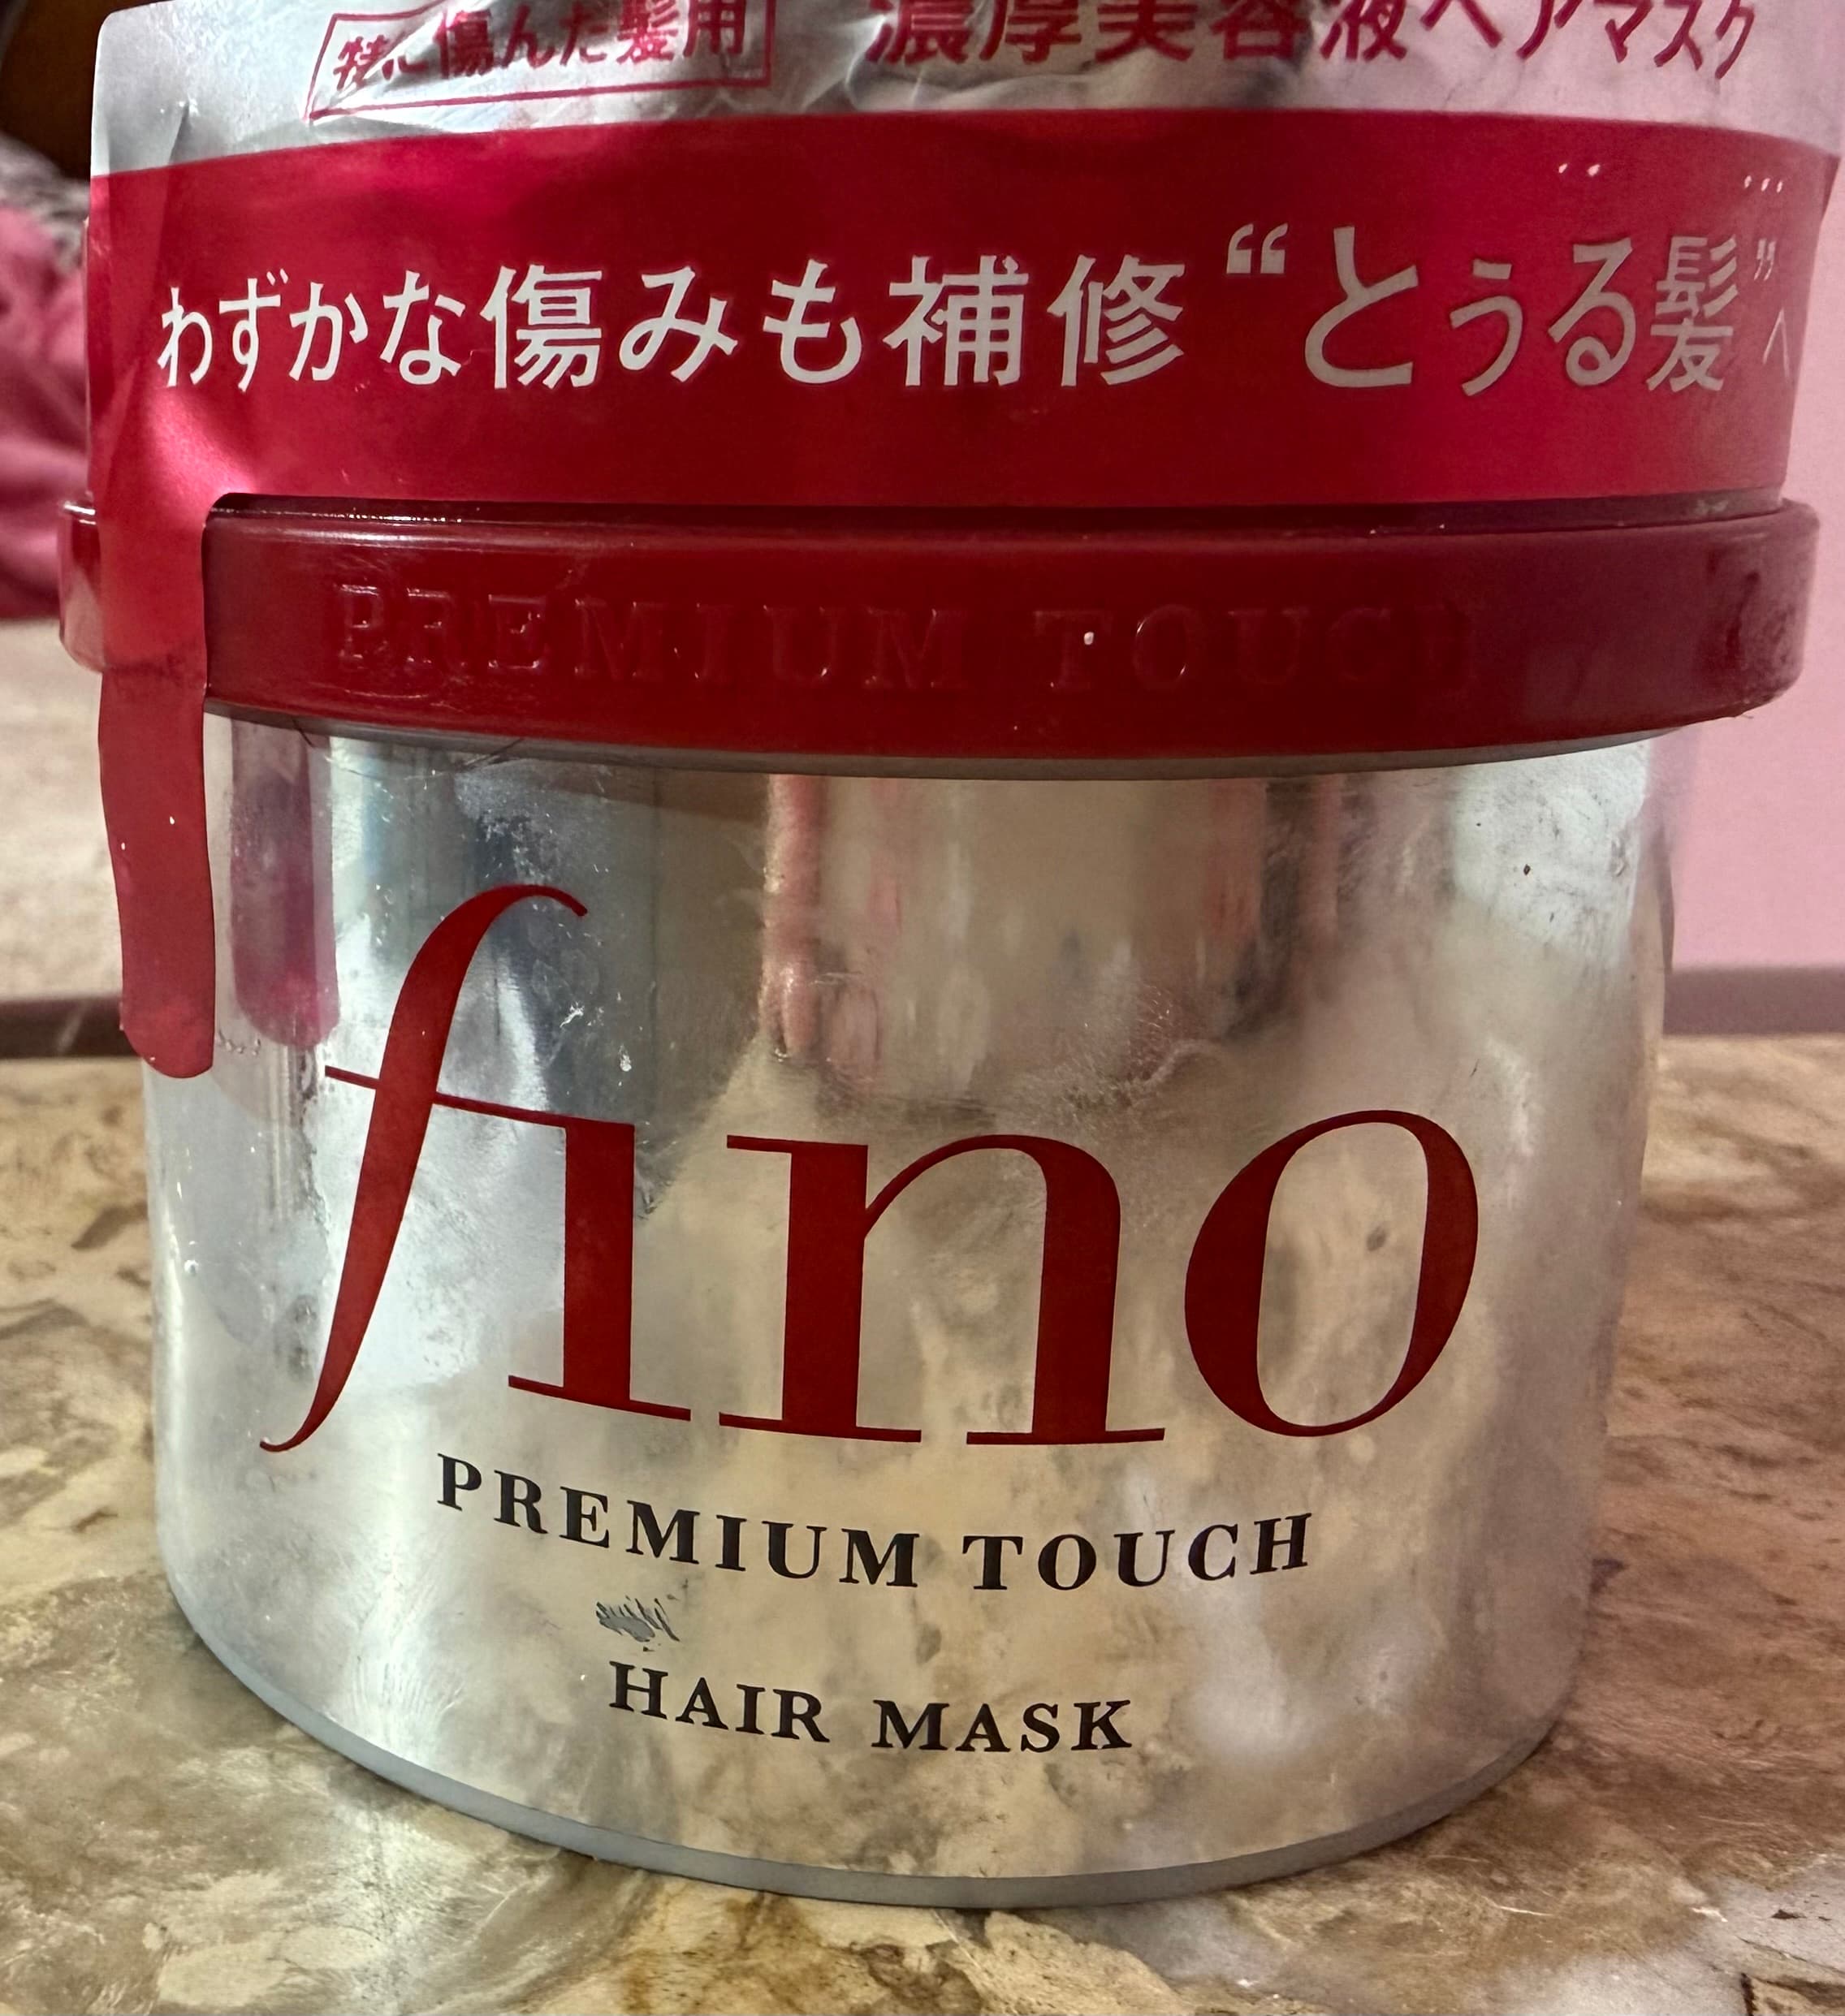 特に傷んだ髪用
濃厚美容液ヘアマスク
わずかな傷みも補修“とぅる髪”へ
PREMIUM TOUCH
fino
PREMIUM TOUCH
HAIR MASK